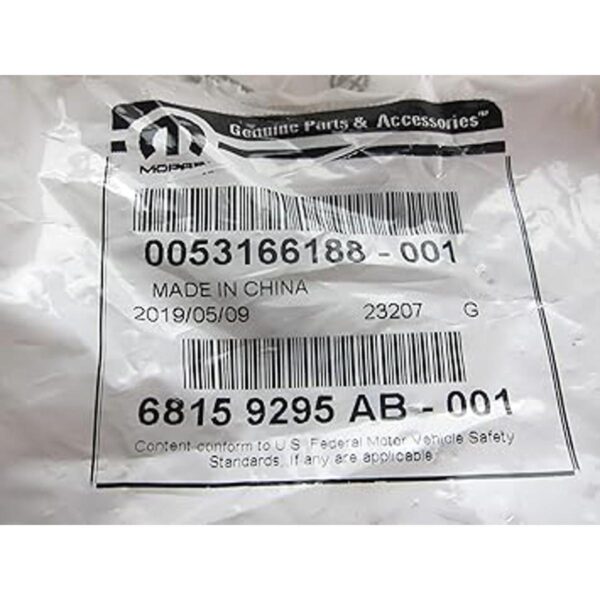 Genuine Parts & Accessories™
MOPAR
0053166188 - 001
MADE IN CHINA
2019/05/09 23207 G
6815 9295 AB - 001
Content conform to U.S. Federal Motor Vehicle Safety
Standards, if any are applicable.